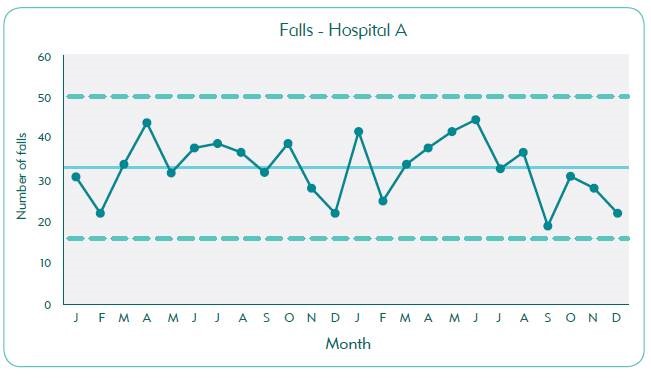 Falls - Hospital A
60
50
40
30
20
10
0
Number of falls
J F M A M J J A S O N D J F M A M J J A S O N D
Month